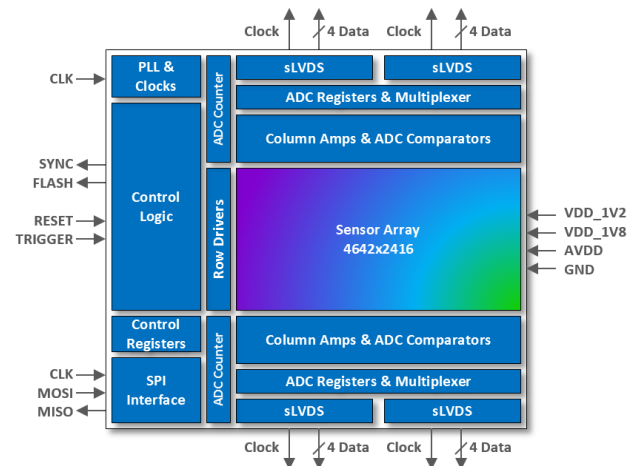 Clock
4 Data
Clock
4 Data
CLK
PLL &
Clocks
ADC Counter
sLVDS
sLVDS
ADC Registers & Multiplexer
Column Amps & ADC Comparators
SYNC
FLASH
RESET
TRIGGER
Control
Logic
Row Drivers
Sensor Array
4642x2416
VDD_1V2
VDD_1V8
AVDD
GND
Control
Registers
ADC Counter
Column Amps & ADC Comparators
CLK
MOSI
MISO
SPI
Interface
ADC Registers & Multiplexer
sLVDS
sLVDS
Clock
4 Data
Clock
4 Data